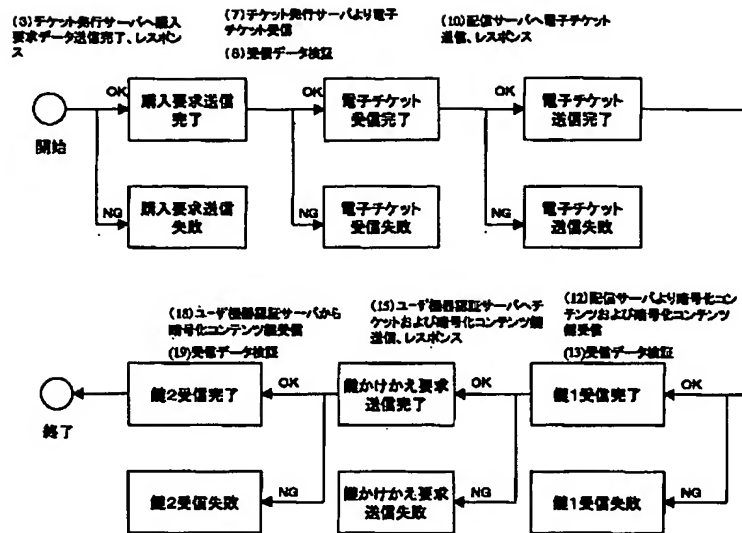 (3)チケット発行サーバへ購入
要求データ送信完了、レスポン
ス
(7)チケット発行サーバより電子
チケット受信
(8)受信データ検証
(10)配信サーバへ電子チケット
送信、レスポンス
開始
OK
購入要求送信
完了
OK
電子チケット
受信完了
OK
電子チケット
送信完了
NG
購入要求送信
失敗
NG
電子チケット
受信失敗
NG
電子チケット
送信失敗
(18)ユーザ機器認証サーバから
暗号化コンテンツ鍵受信
(19)受信データ検証
(15)ユーザ機器認証サーバへチ
ケットおよび暗号化コンテンツ鍵
送信、レスポンス
(12)配信サーバより暗号化コン
テンツおよび暗号化コンテンツ
鍵受信
(13)受信データ検証
終了
鍵2受信完了
OK
鍵かけかえ要求
送信完了
OK
鍵1受信完了
OK
鍵2受信失敗
NG
鍵かけかえ要求
送信失敗
NG
鍵1受信失敗
NG